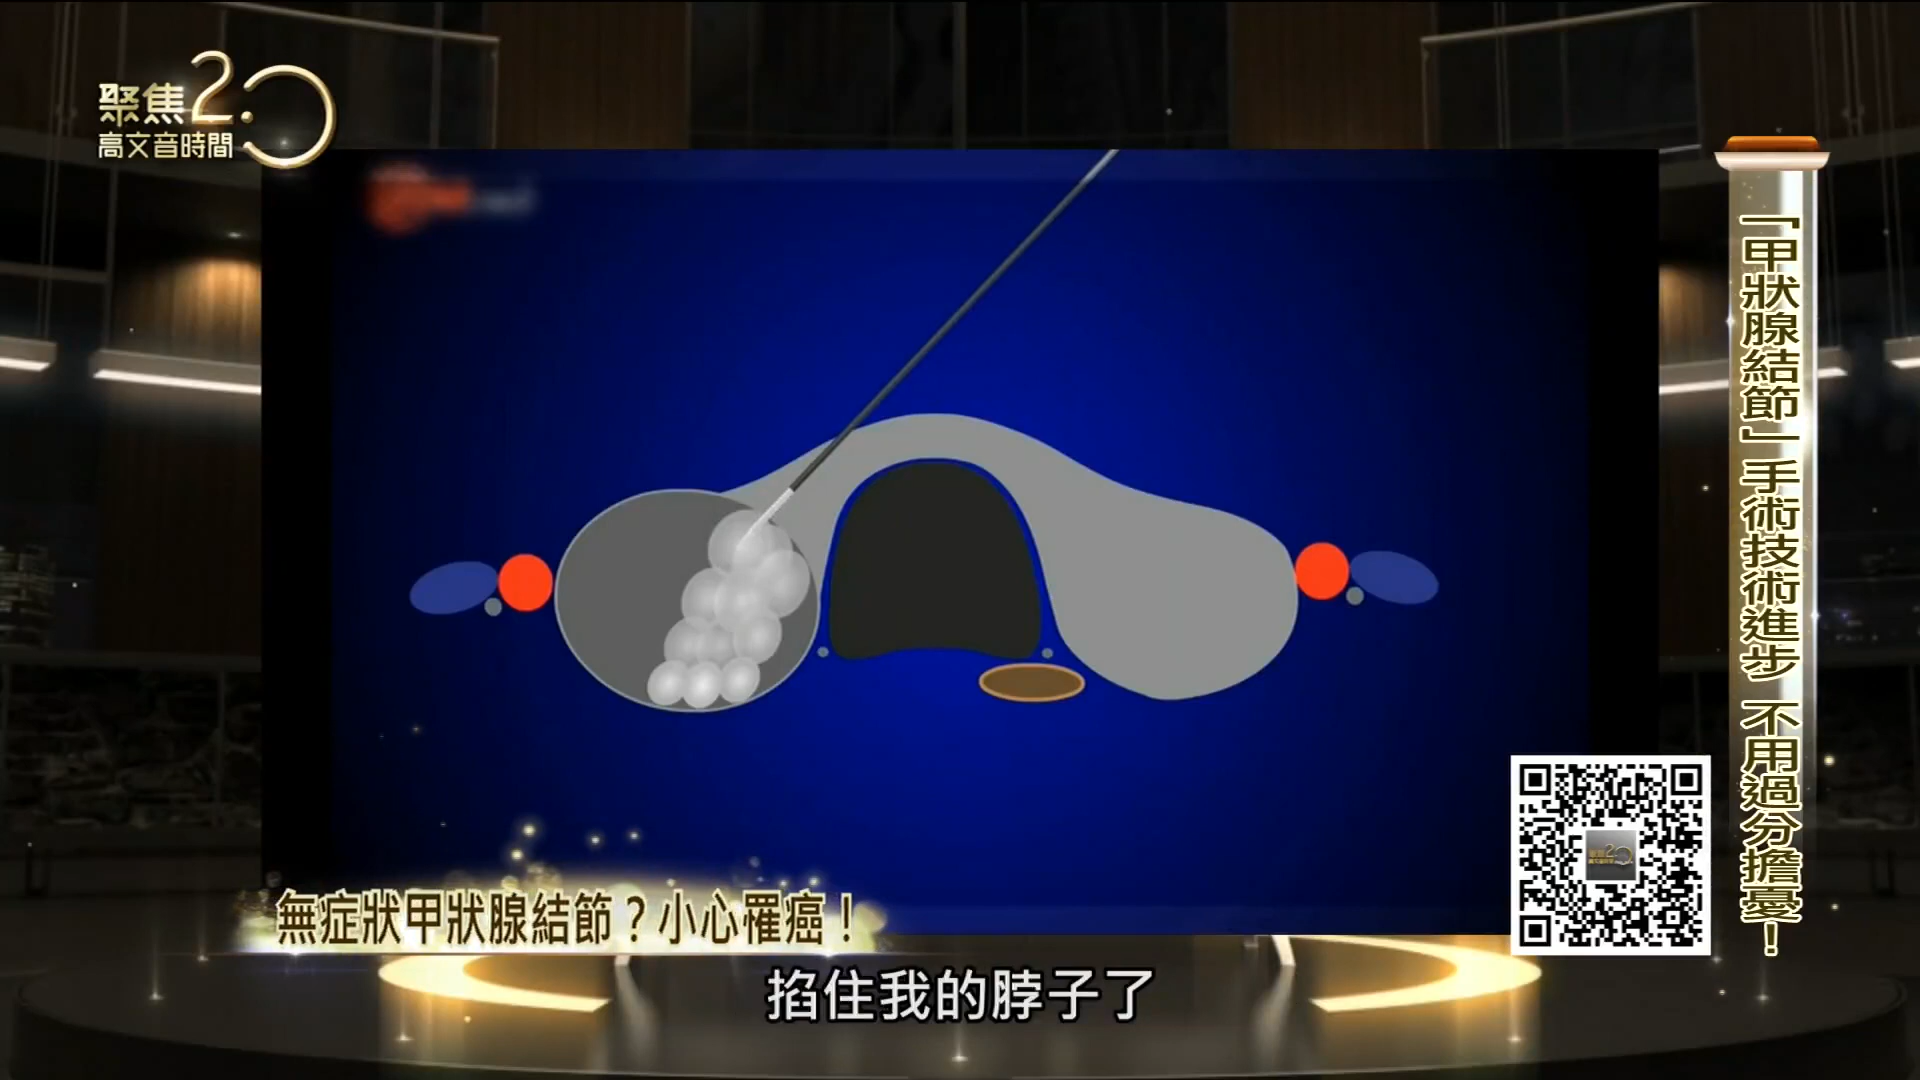 聚焦2.0
高文音時間
「甲狀腺結節」手術技術進步 不用過分擔憂!
無症狀甲狀腺結節?小心罹癌!
掐住我的脖子了